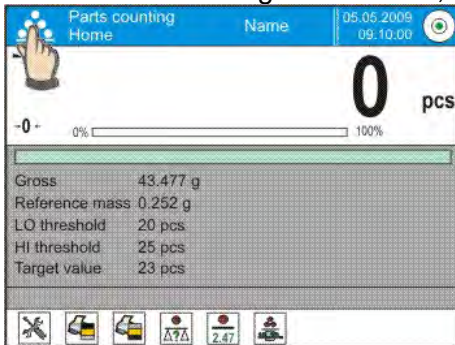 Parts counting
Home
Name
05.05.2009
09:10:00
0 pcs
-0-
0%
100%
Gross 43.477 g
Reference mass 0.252 g
LO threshold 20 pcs
HI threshold 25 pcs
Target value 23 pcs
?
2.47